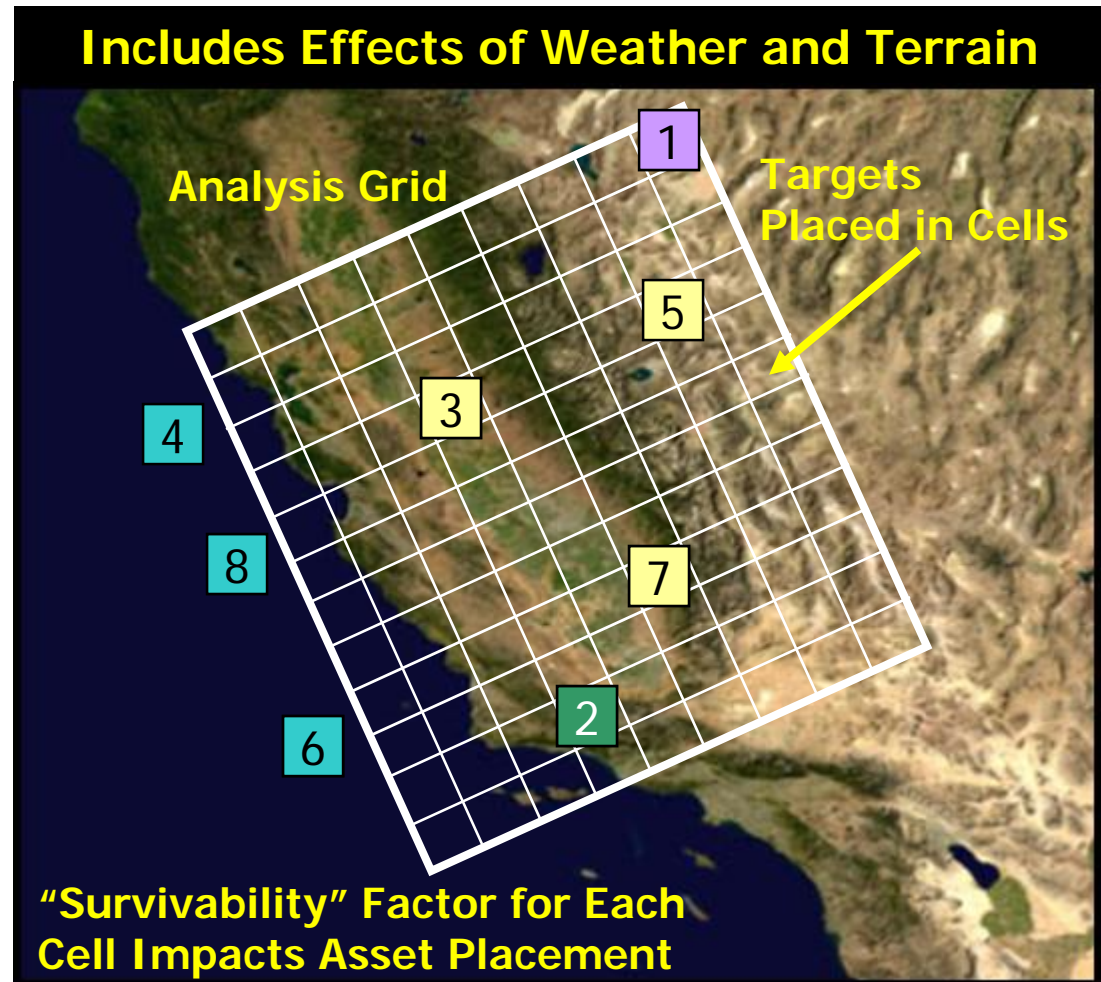 Includes Effects of Weather and Terrain
1
Analysis Grid
Targets
Placed in Cells
5
3
4
8
7
2
6
“Survivability” Factor for Each
Cell Impacts Asset Placement